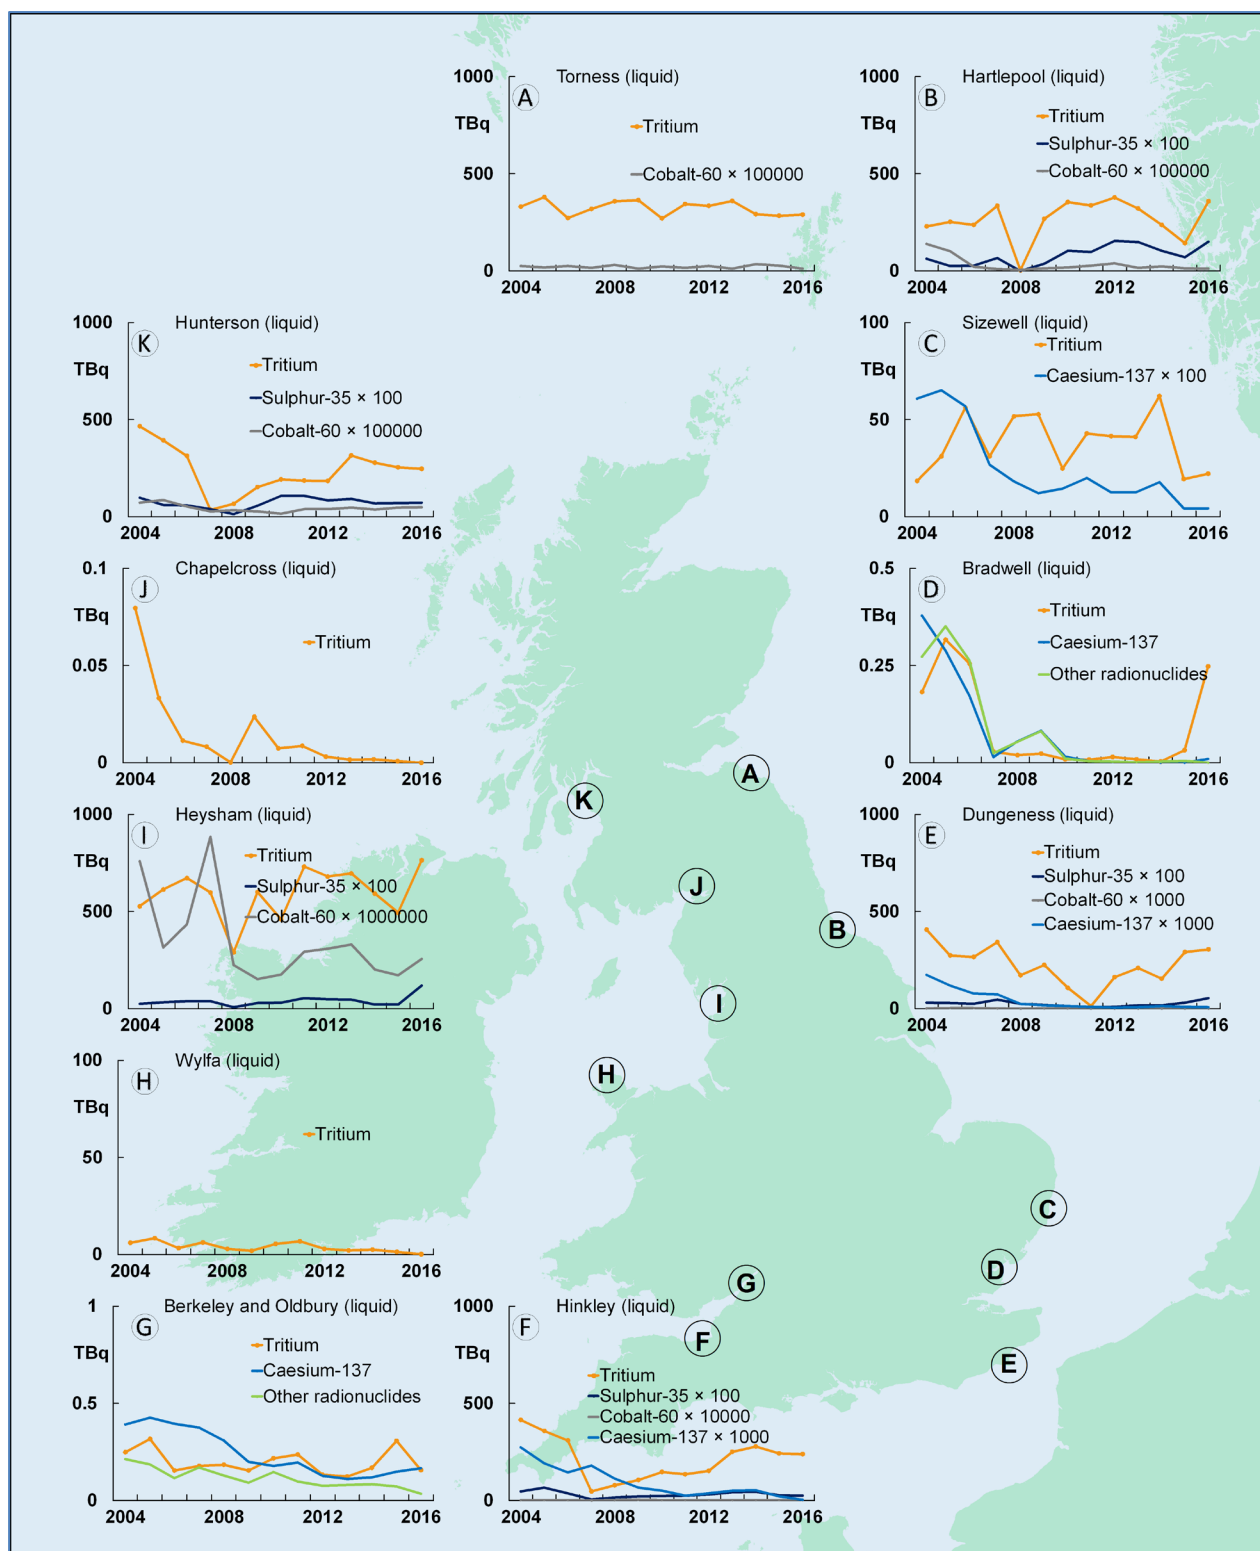 Torness (liquid)
A
1000
TBq
500
0
Tritium
Cobalt-60 × 100000
2004 2008 2012 2016
Hartlepool (liquid)
B
1000
TBq
500
0
Tritium
Sulphur-35 × 100
Cobalt-60 × 100000
2004 2008 2012 2016
Hunterson (liquid)
K
1000
TBq
500
0
Tritium
Sulphur-35 × 100
Cobalt-60 × 100000
2004 2008 2012 2016
Sizewell (liquid)
C
100
TBq
50
0
Tritium
Caesium-137 × 100
2004 2008 2012 2016
Chapelcross (liquid)
J
0.1
TBq
0.05
0
Tritium
2004 2008 2012 2016
Bradwell (liquid)
D
0.5
TBq
0.25
0
Tritium
Caesium-137
Other radionuclides
2004 2008 2012 2016
Heysham (liquid)
I
1000
TBq
500
0
Tritium
Sulphur-35 × 100
Cobalt-60 × 1000000
2004 2008 2012 2016
Dungeness (liquid)
E
1000
TBq
500
0
Tritium
Sulphur-35 × 100
Cobalt-60 × 1000
Caesium-137 × 1000
2004 2008 2012 2016
Wylfa (liquid)
H
100
TBq
50
0
Tritium
2004 2008 2012 2016
Berkeley and Oldbury (liquid)
G
1
TBq
0.5
0
Tritium
Caesium-137
Other radionuclides
2004 2008 2012 2016
Hinkley (liquid)
F
1000
TBq
500
0
Tritium
Sulphur-35 × 100
Cobalt-60 × 10000
Caesium-137 × 1000
2004 2008 2012 2016
A
K
J
B
I
H
C
D
G
F
E